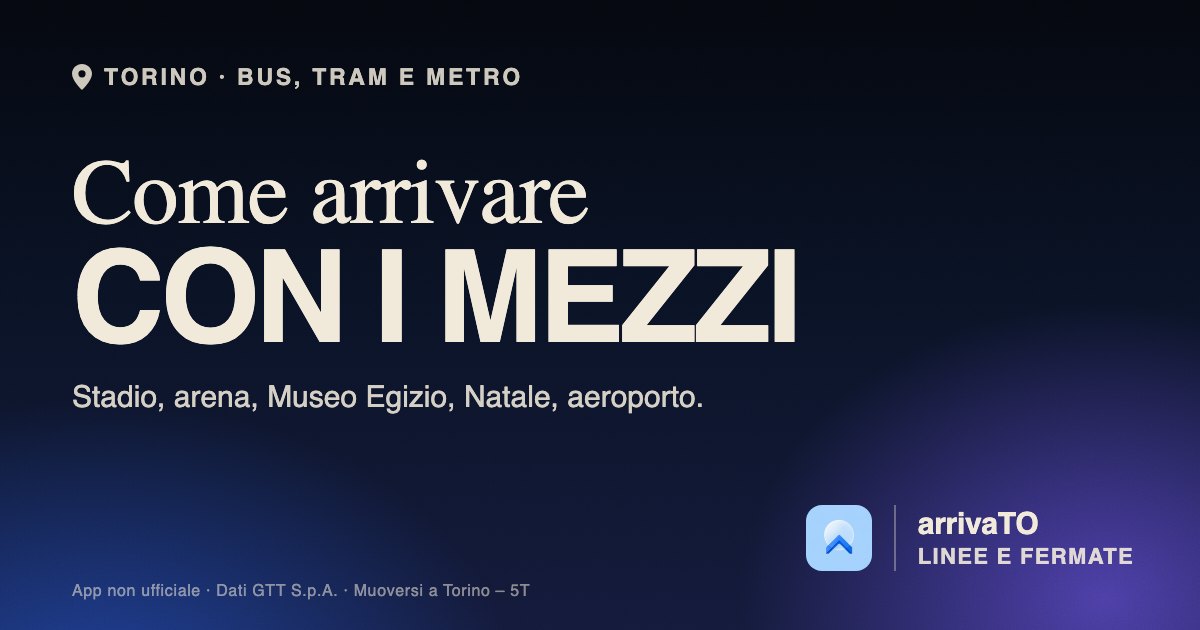 TORINO · BUS, TRAM E METRO
Come arrivare
CON I MEZZI
Stadio, arena, Museo Egizio, Natale, aeroporto.
arrivaTO
LINEE E FERMATE
App non ufficiale · Dati GTT S.p.A. · Muoversi a Torino – 5T